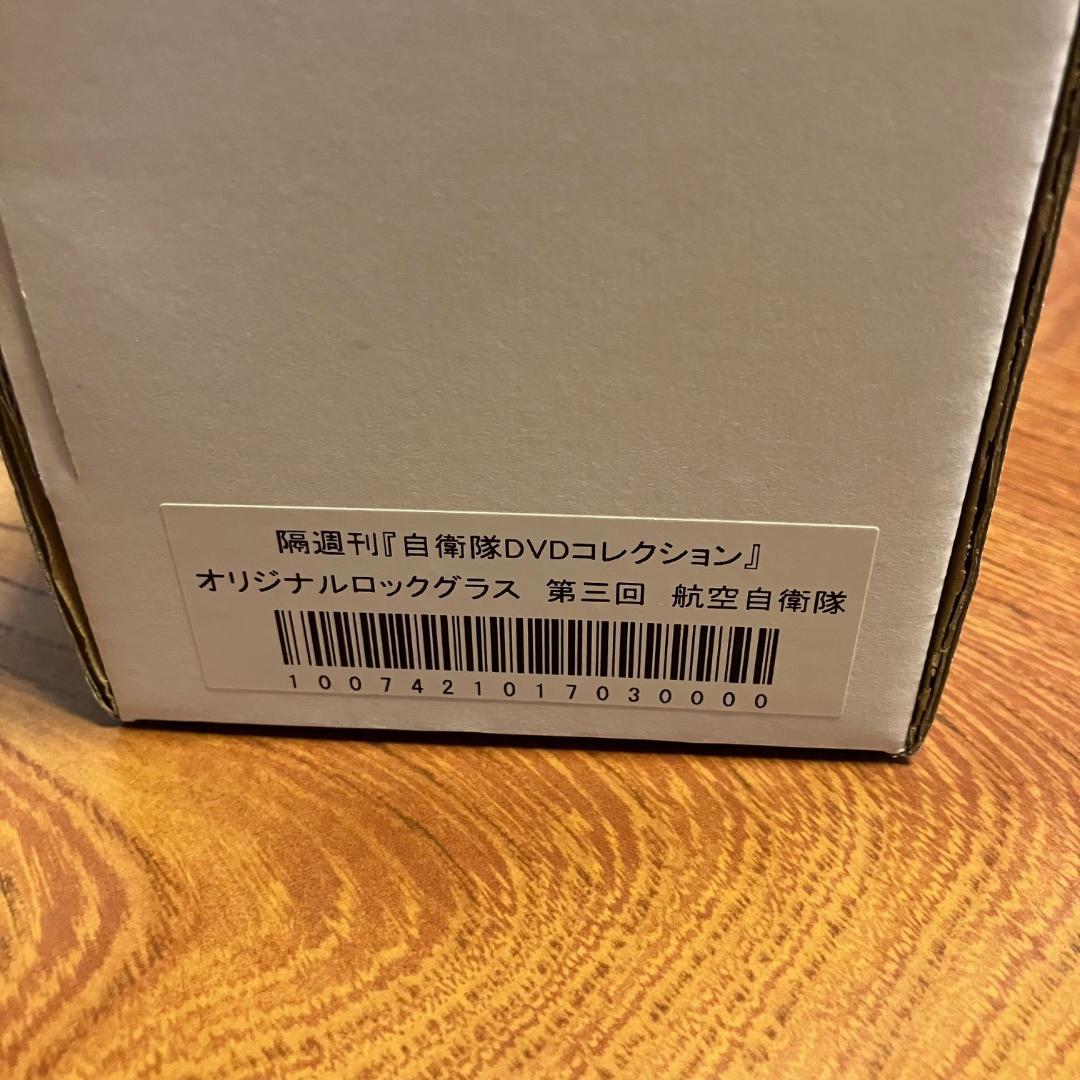 隔週刊『自衛隊DVDコレクション』
オリジナルロックグラス 第三回 航空自衛隊
1007421017030000